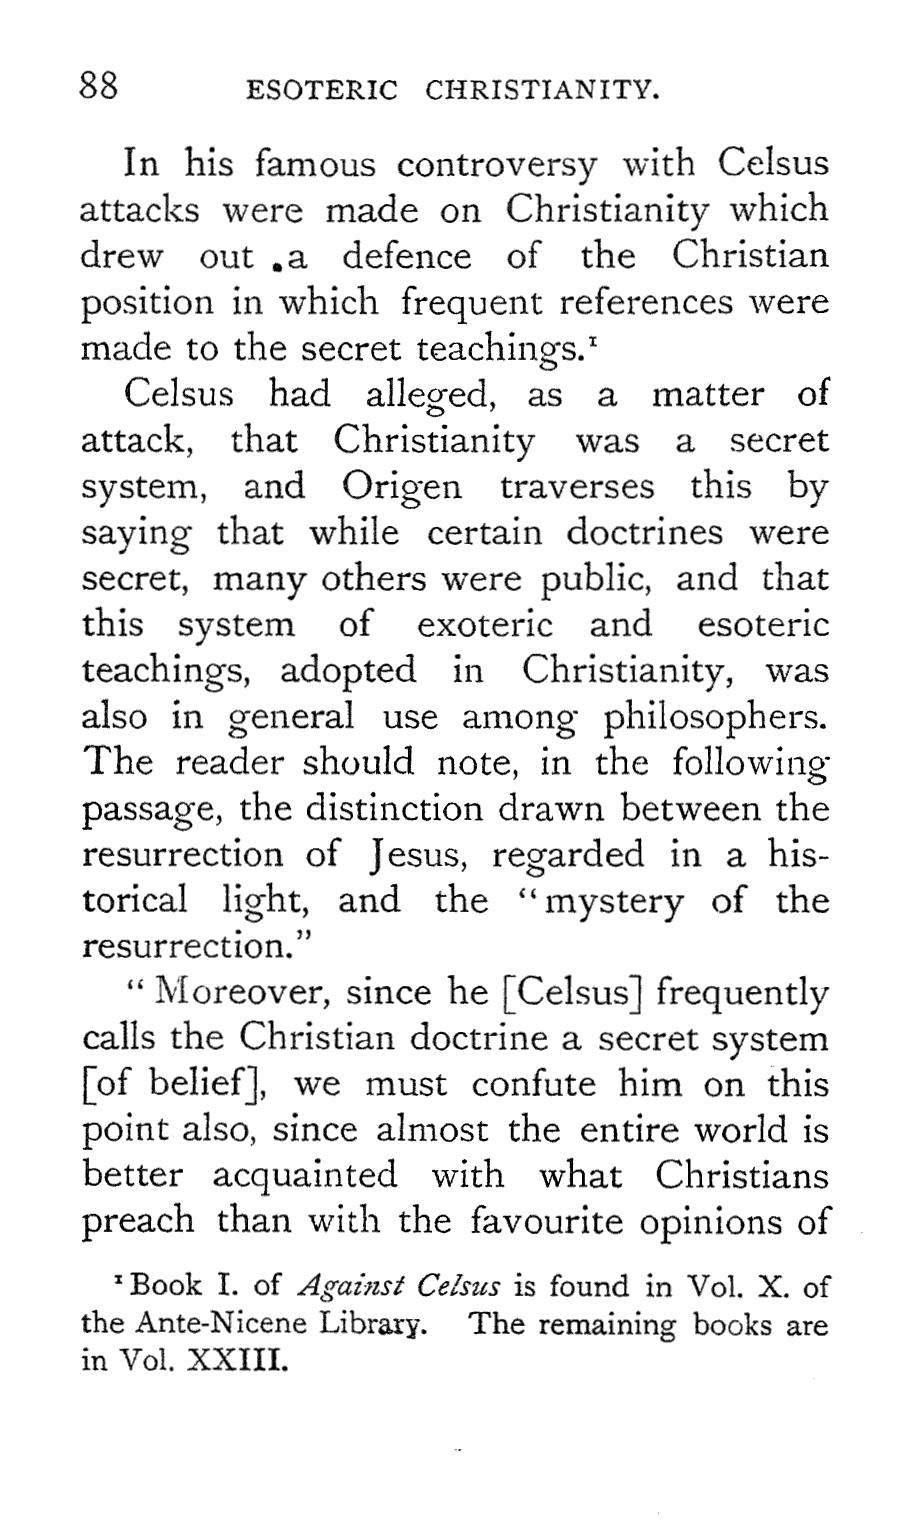 88 ESOTERIC CHRISTIANITY.
In his famous controversy with Celsus
attacks were made on Christianity which
drew out a defence of the Christian
position in which frequent references were
made to the secret teachings.¹
Celsus had alleged, as a matter of
attack, that Christianity was a secret
system, and Origen traverses this by
saying that while certain doctrines were
secret, many others were public, and that
this system of exoteric and esoteric
teachings, adopted in Christianity, was
also in general use among philosophers.
The reader should note, in the following
passage, the distinction drawn between the
resurrection of Jesus, regarded in a his-
torical light, and the “mystery of the
resurrection.”
“Moreover, since he [Celsus] frequently
calls the Christian doctrine a secret system
[of belief], we must confute him on this
point also, since almost the entire world is
better acquainted with what Christians
preach than with the favourite opinions of
¹ Book I. of Against Celsus is found in Vol. X. of
the Ante-Nicene Library. The remaining books are
in Vol. XXIII.